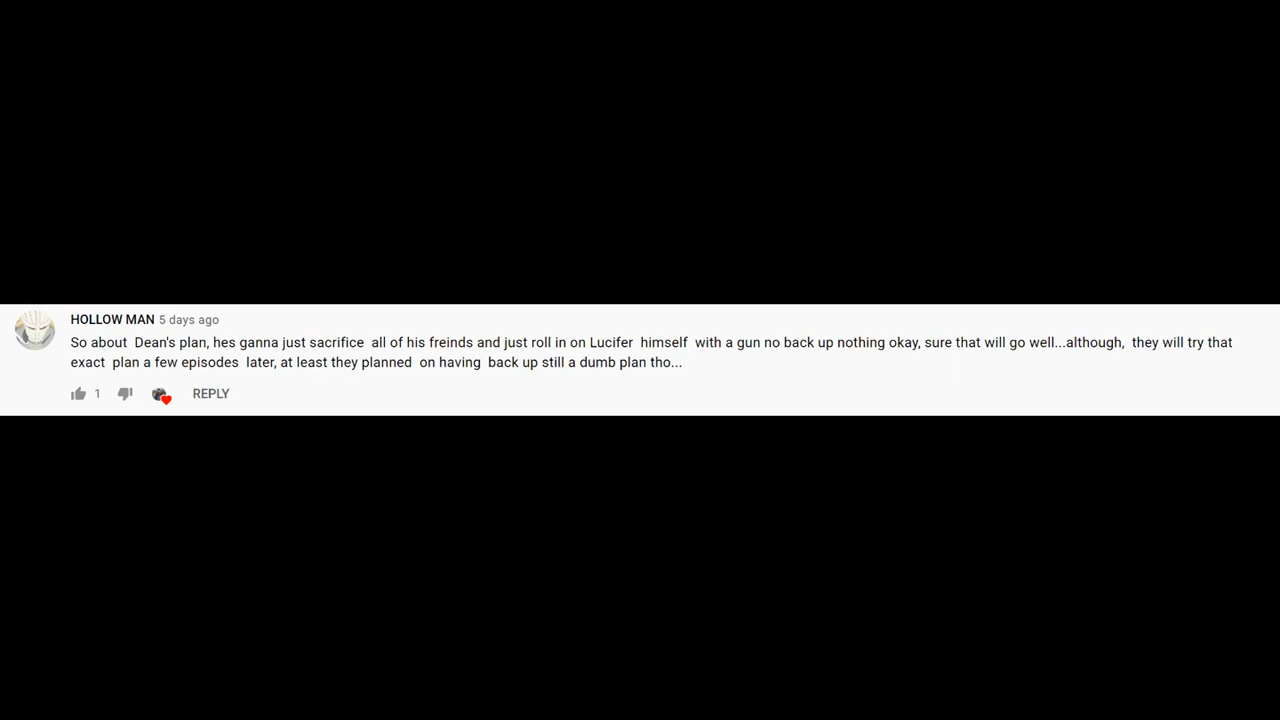 HOLLOW MAN 5 days ago
So about Dean's plan, hes ganna just sacrifice all of his freinds and just roll in on Lucifer himself with a gun no back up nothing okay, sure that will go well...although, they will try that
exact plan a few episodes later, at least they planned on having back up still a dumb plan tho...
1 REPLY